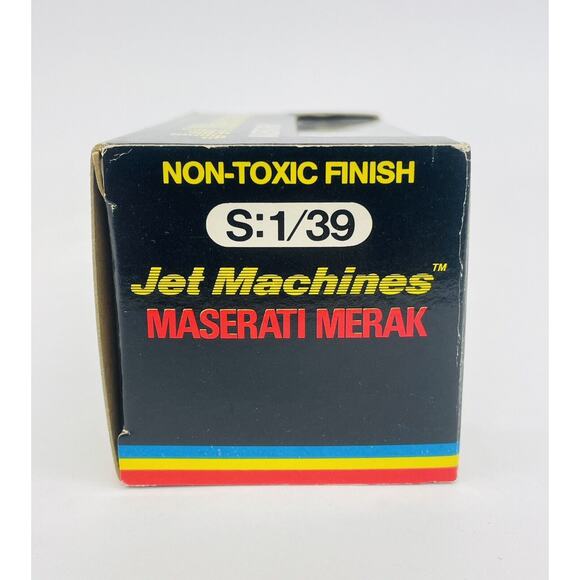 NON-TOXIC FINISH
S:1/39
Jet Machines™
MASERATI MERAK